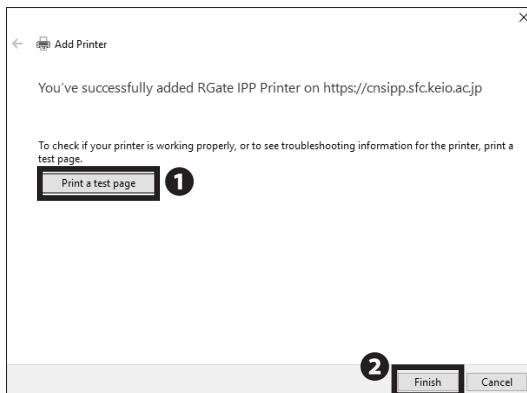 Add Printer
You've successfully added RGate IPP Printer on https://cnsipp.sfc.keio.ac.jp
To check if your printer is working properly, or to see troubleshooting information for the printer, print a
test page.
Print a test page
1
2
Finish
Cancel